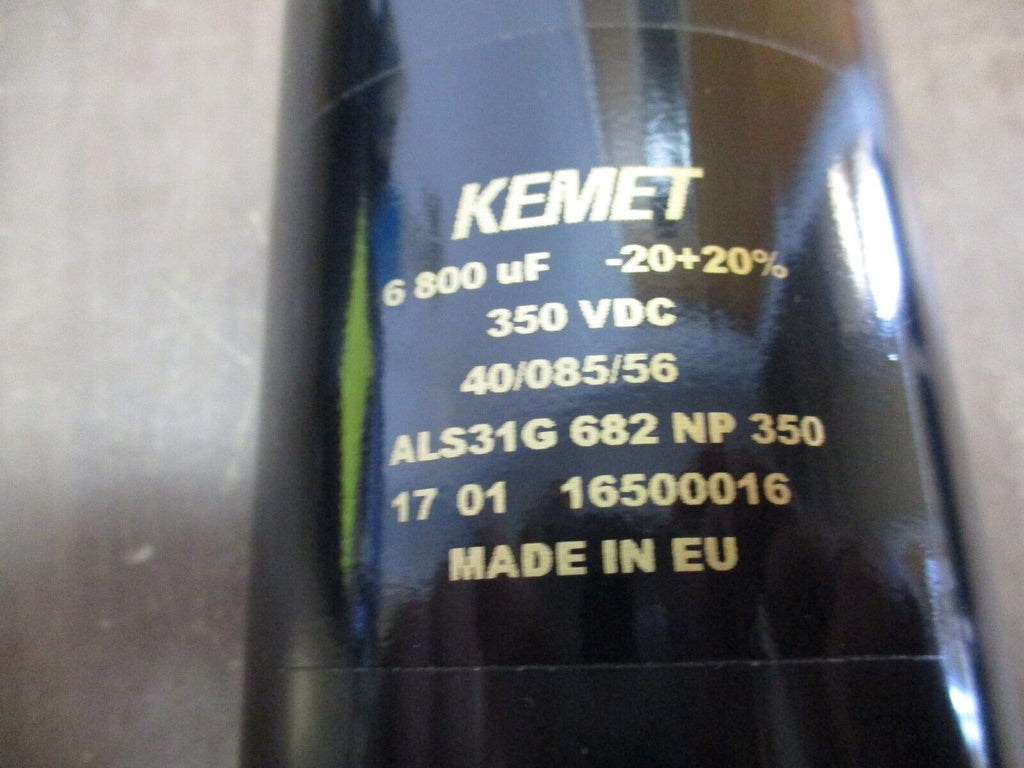 KEMET
6 800 uF -20+20%
350 VDC
40/085/56
ALS31G 682 NP 350
17 01 16500016
MADE IN EU